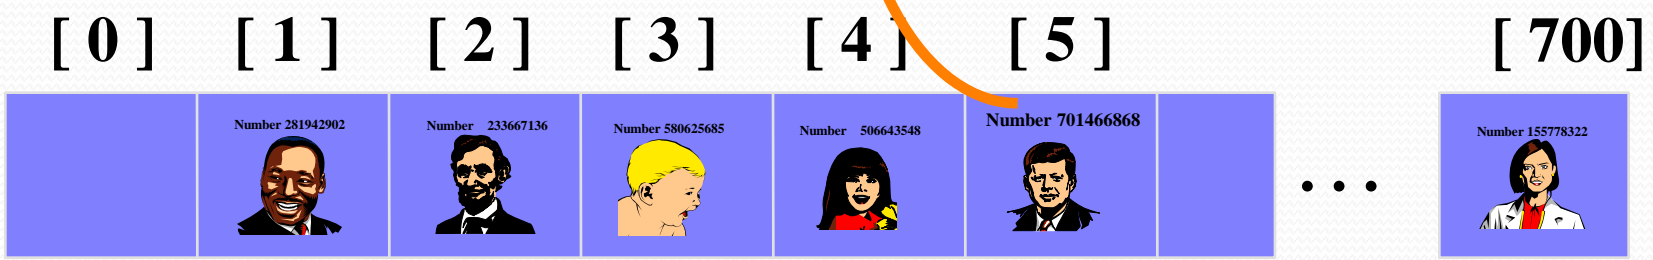 [ 0 ] [ 1 ] [ 2 ] [ 3 ] [ 4 ] [ 5 ] [ 700]
Number 281942902
Number 233667136
Number 580625685
Number 506643548
Number 701466868
. . .
Number 155778322